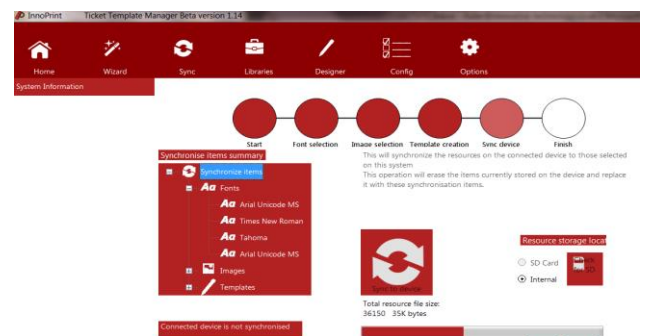 InnoPrint Ticket Template Manager Beta version 1.14
Home Wizard Sync Libraries Designer Config Options
System Information
Start Font selection Image selection Template creation Sync device Finish
Synchronise items summary
Synchronize items
Fonts
Arial Unicode MS
Times New Roman
Tahoma
Arial Unicode MS
Images
Templates
This will synchronize the resources on the connected device to those selected
on this system
This operation will erase the items currently stored on the device and replace
it with these synchronisation items.
Sync to device
Resource storage locat
SD Card
Internal
Total resource file size:
36150 35K bytes
Connected device is not synchronised